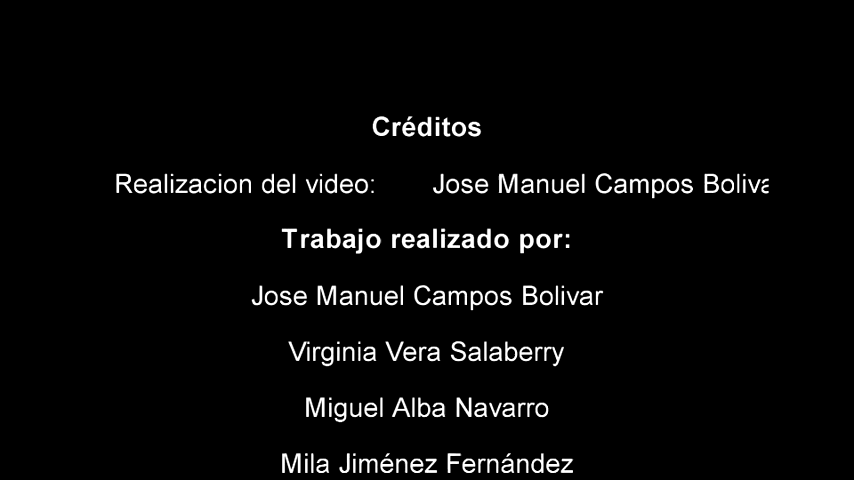 Créditos
Realizacion del video: Jose Manuel Campos Boliva
Trabajo realizado por:
Jose Manuel Campos Bolivar
Virginia Vera Salaberry
Miguel Alba Navarro
Mila Jiménez Fernández